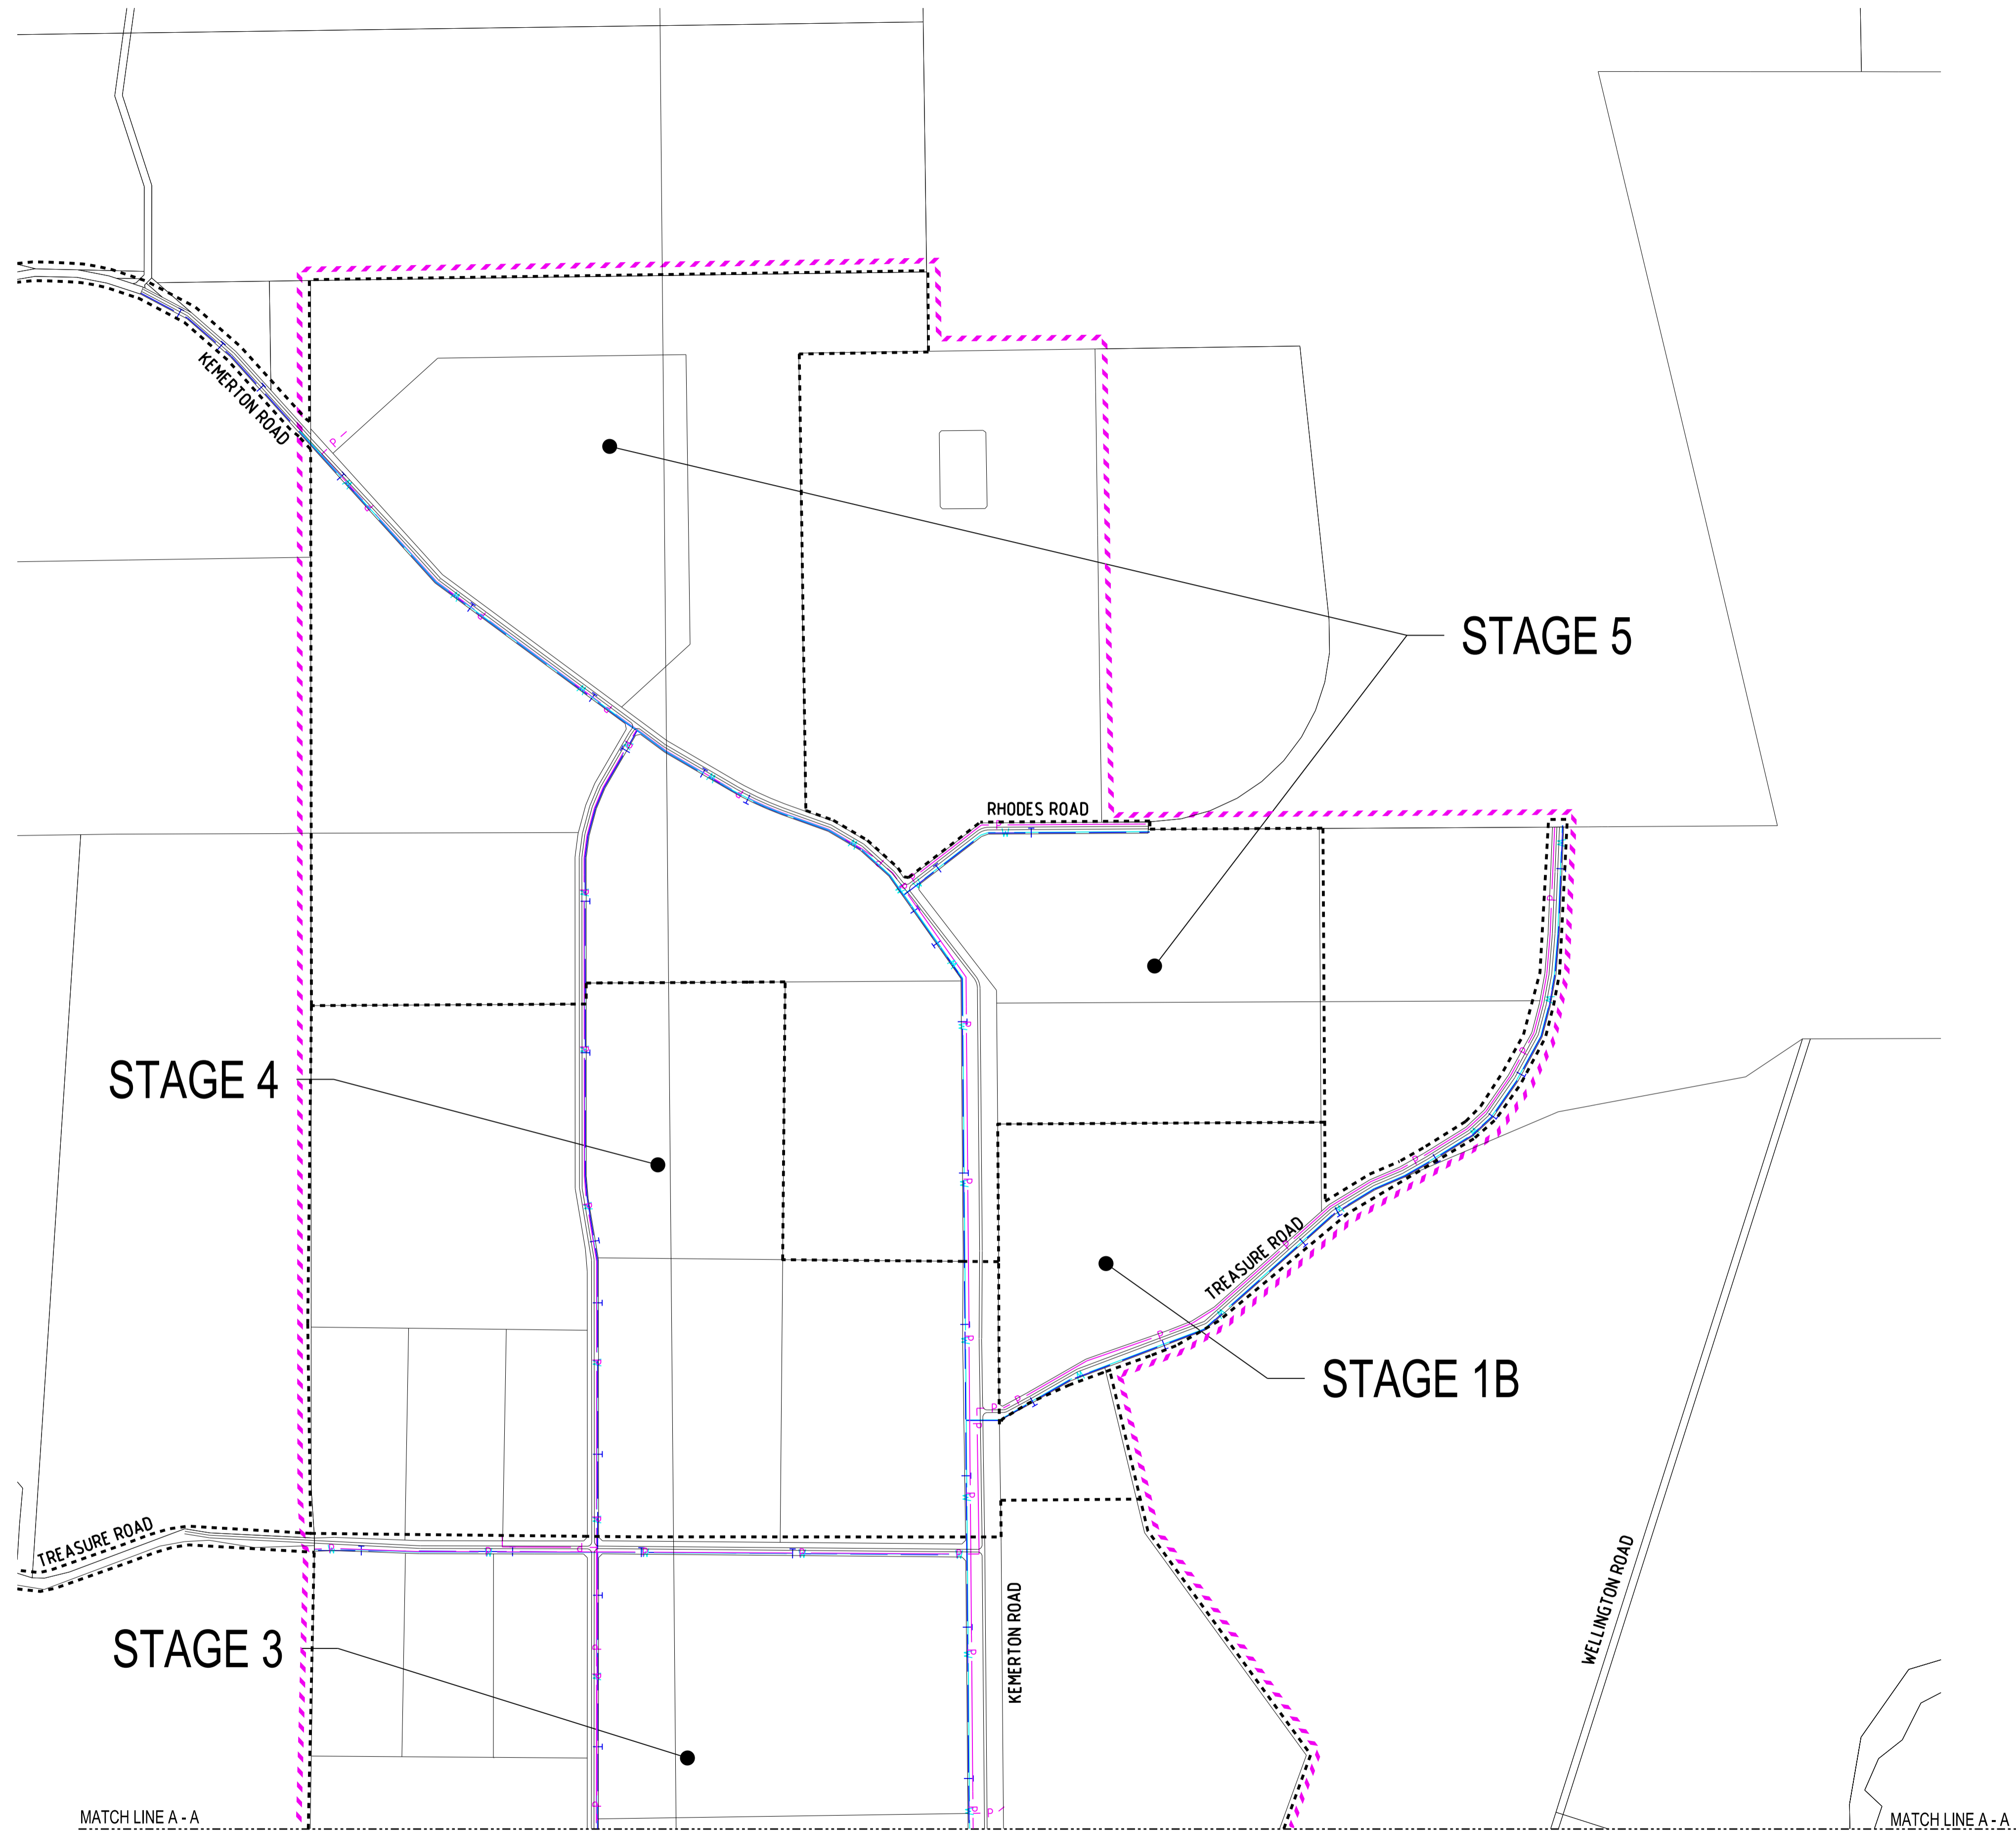 KEMERTON ROAD
STAGE 5
RHODES ROAD
STAGE 4
TREASURE ROAD
STAGE 1B
TREASURE ROAD
WELLINGTON ROAD
KEMERTON ROAD
STAGE 3
MATCH LINE A - A
MATCH LINE A - A